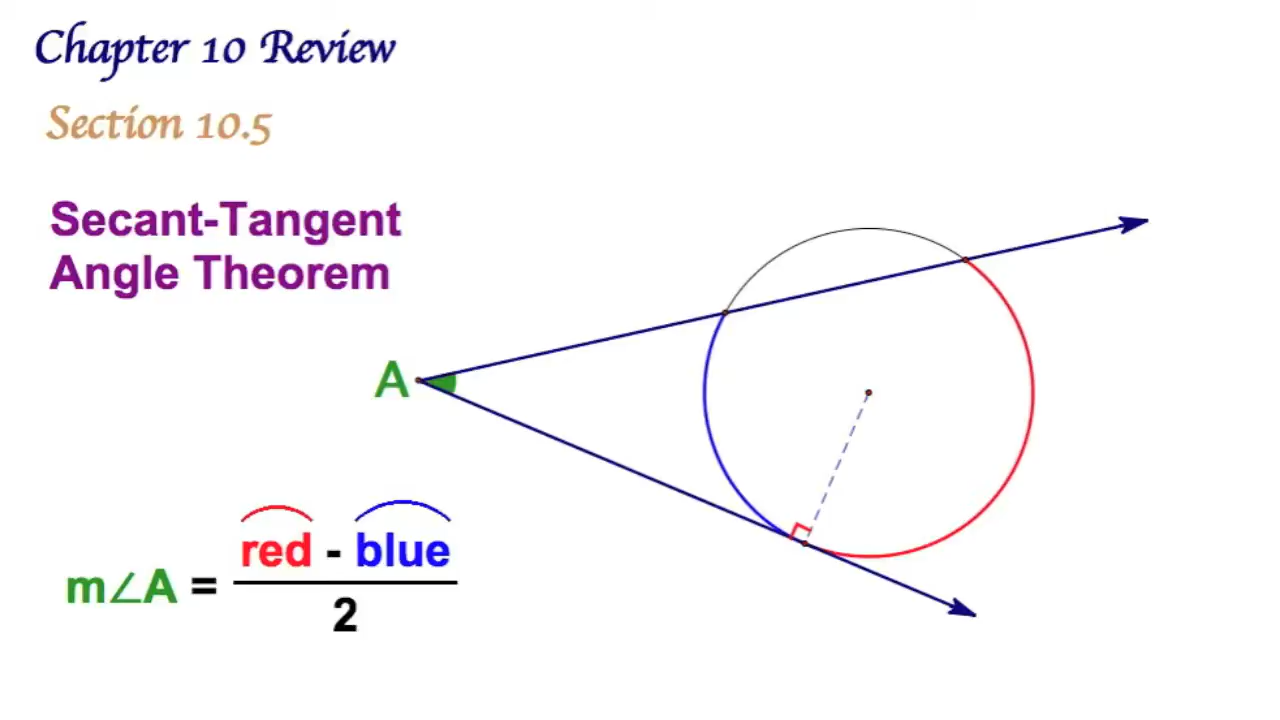 Chapter 10 Review
Section 10.5
Secant-Tangent
Angle Theorem
A
m∠A = red - blue
2